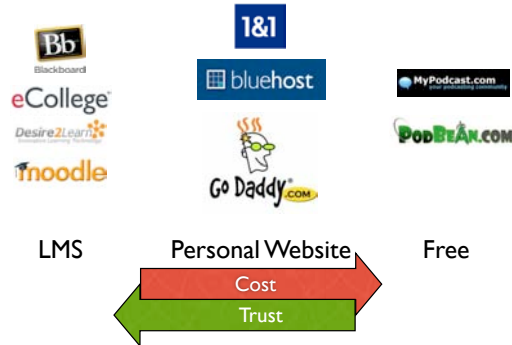 Bb
Blackboard
eCollege
Desire2Learn
Innovative Learning Technology
moodle
1&1
bluehost
Go Daddy.com
MyPodcast.com
your podcasting community
PODBEAN.COM
LMS
Personal Website
Free
Cost
Trust